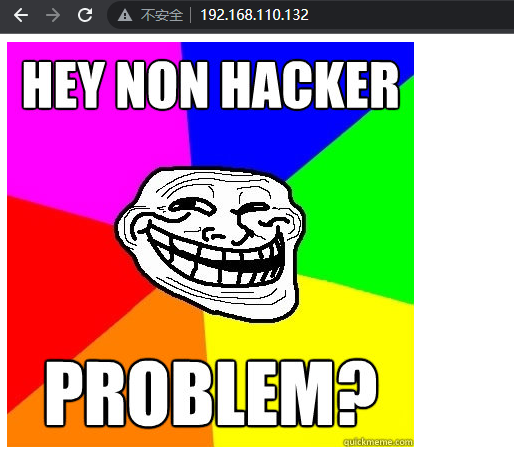 不安全 192.168.110.132
HEY NON HACKER
PROBLEM?
quickmeme.com